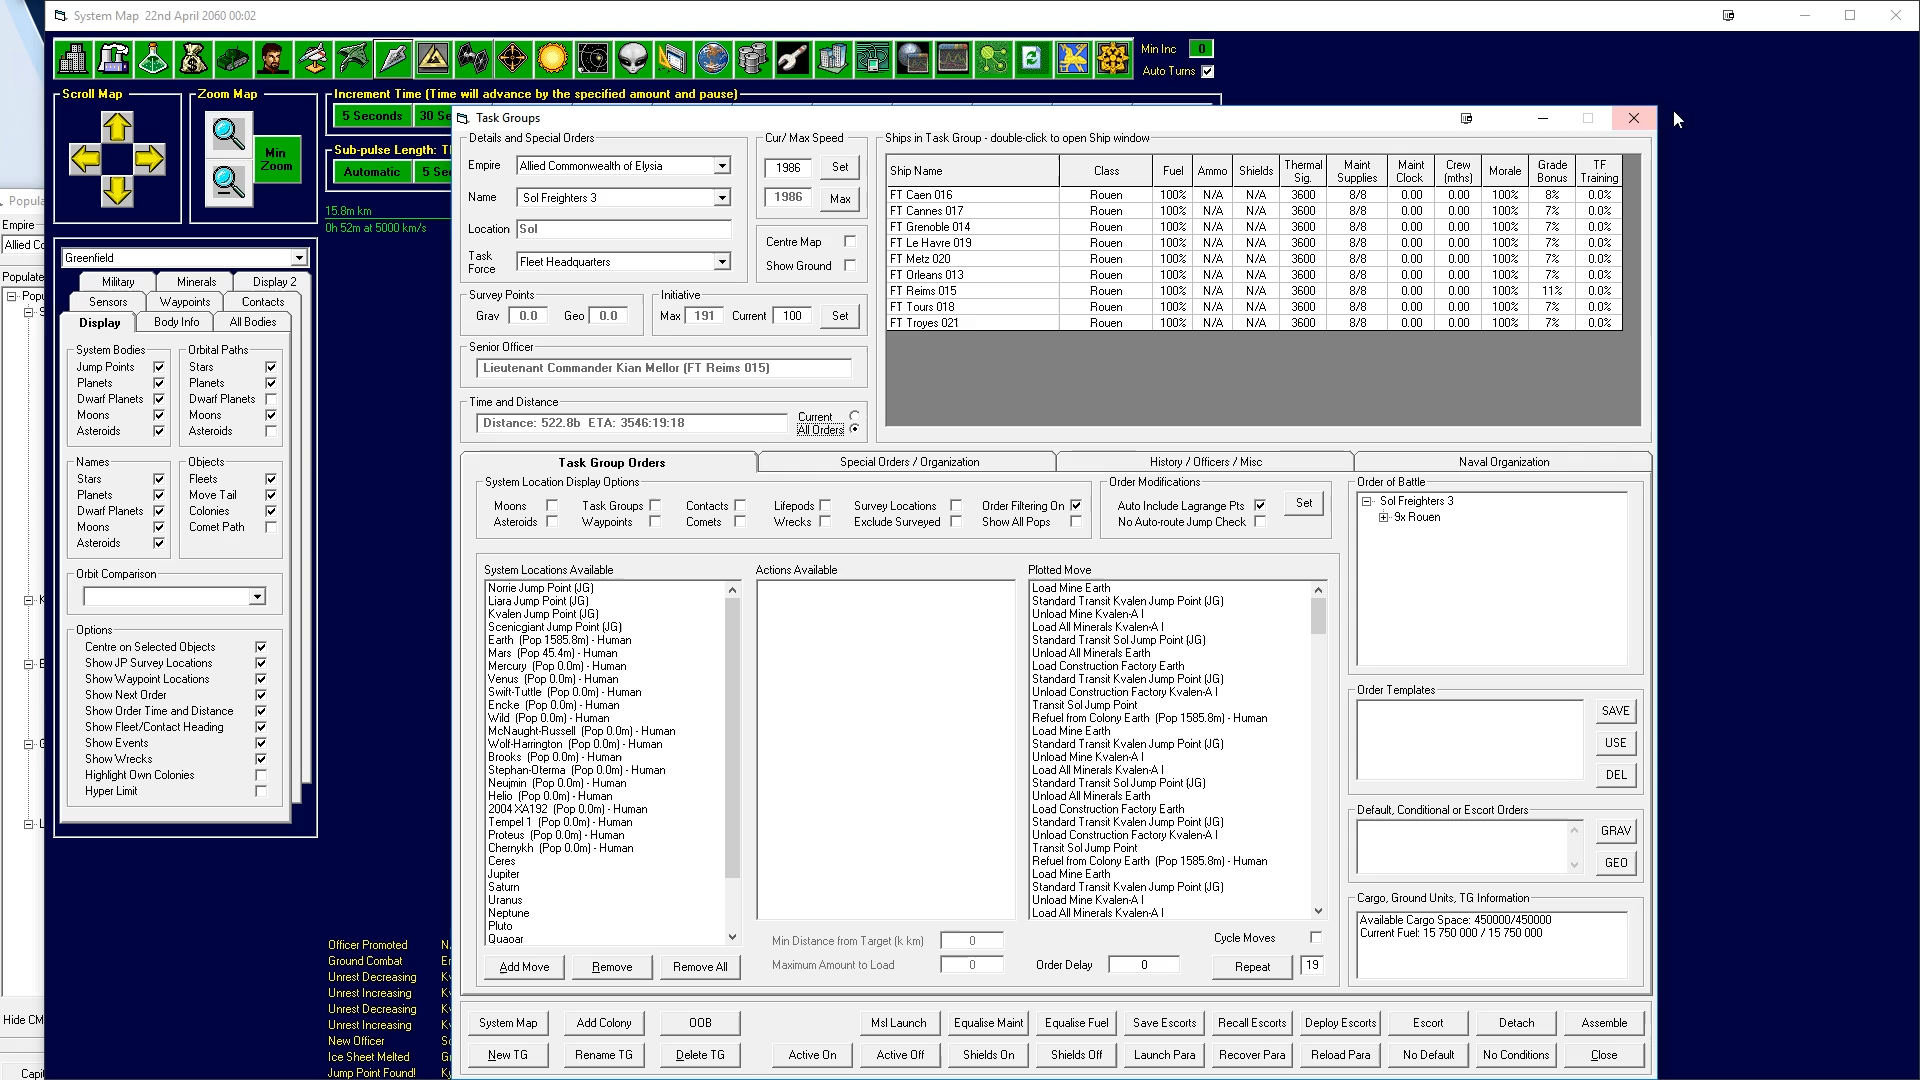 System Map  22nd April 2060 00:02
Min Inc 0
Auto Turns
Scroll Map
Zoom Map
Min Zoom
Increment Time (Time will advance by the specified amount and pause)
5 Seconds
Automatic
15.8m km
0h 52m at 5000 km/s
Empire
Greenfield
Military Minerals Display 2
Sensors Waypoints Contacts
Display Body Info All Bodies
System Bodies
Jump Points
Planets
Dwarf Planets
Moons
Asteroids
Orbital Paths
Stars
Planets
Dwarf Planets
Moons
Asteroids
Names
Stars
Planets
Dwarf Planets
Moons
Asteroids
Objects
Fleets
Move Tail
Colonies
Comet Path
Orbit Comparison
Options
Centre on Selected Objects
Show JP Survey Locations
Show Waypoint Locations
Show Next Order
Show Order Time and Distance
Show Fleet/Contact Heading
Show Events
Show Wrecks
Highlight Own Colonies
Hyper Limit
Officer Promoted
Ground Combat
Unrest Decreasing
Unrest Increasing
Unrest Decreasing
Unrest Increasing
New Officer
Ice Sheet Melted
Jump Point Found!
Task Groups
Details and Special Orders
Empire Allied Commonwealth of Elysia
Name Sol Freighters 3
Location Sol
Task Force Fleet Headquarters
Cur/ Max Speed
1986 Set
1986 Max
Centre Map
Show Ground
Survey Points
Grav 0.0 Geo 0.0
Initiative
Max 191 Current 100 Set
Senior Officer
Lieutenant Commander Kian Mellor (FT Reims 015)
Time and Distance
Distance: 522.8b  ETA: 3546:19:18
Current
All Orders
Ships in Task Group - double-click to open Ship window
Ship Name Class Fuel Ammo Shields Thermal Sig. Maint Supplies Maint Clock Crew (mths) Morale Grade Bonus TF Training
FT Caen 016 Rouen 100% N/A N/A 3600 8/8 0.00 0.00 100% 8% 0.0%
FT Cannes 017 Rouen 100% N/A N/A 3600 8/8 0.00 0.00 100% 7% 0.0%
FT Grenoble 014 Rouen 100% N/A N/A 3600 8/8 0.00 0.00 100% 7% 0.0%
FT Le Havre 019 Rouen 100% N/A N/A 3600 8/8 0.00 0.00 100% 7% 0.0%
FT Metz 020 Rouen 100% N/A N/A 3600 8/8 0.00 0.00 100% 7% 0.0%
FT Orleans 013 Rouen 100% N/A N/A 3600 8/8 0.00 0.00 100% 7% 0.0%
FT Reims 015 Rouen 100% N/A N/A 3600 8/8 0.00 0.00 100% 11% 0.0%
FT Tours 018 Rouen 100% N/A N/A 3600 8/8 0.00 0.00 100% 7% 0.0%
FT Troyes 021 Rouen 100% N/A N/A 3600 8/8 0.00 0.00 100% 7% 0.0%
Task Group Orders Special Orders / Organization History / Officers / Misc Naval Organization
System Location Display Options
Moons Task Groups Contacts Lifepods Survey Locations Order Filtering On
Asteroids Waypoints Comets Wrecks Exclude Surveyed Show All Pops
Order Modifications
Auto Include Lagrange Pts
No Auto-route Jump Check
Set
System Locations Available
Norrie Jump Point (JG)
Liara Jump Point (JG)
Kvalen Jump Point (JG)
Scenicgiant Jump Point (JG)
Earth  (Pop 1585.8m) - Human
Mars  (Pop 45.4m) - Human
Mercury  (Pop 0.0m) - Human
Venus  (Pop 0.0m) - Human
Swift-Tuttle  (Pop 0.0m) - Human
Encke  (Pop 0.0m) - Human
Wild  (Pop 0.0m) - Human
McNaught-Russell  (Pop 0.0m) - Human
Wolf-Harrington  (Pop 0.0m) - Human
Brooks  (Pop 0.0m) - Human
Stephan-Oterma  (Pop 0.0m) - Human
Neujmin  (Pop 0.0m) - Human
Helio  (Pop 0.0m) - Human
2004 XA192  (Pop 0.0m) - Human
Tempel 1  (Pop 0.0m) - Human
Proteus  (Pop 0.0m) - Human
Chernykh  (Pop 0.0m) - Human
Ceres
Jupiter
Saturn
Uranus
Neptune
Pluto
Quaoar
Add Move Remove Remove All
Actions Available
Min Distance from Target (k km) 0
Maximum Amount to Load 0
Plotted Move
Load Mine Earth
Standard Transit Kvalen Jump Point (JG)
Unload Mine Kvalen-A I
Load All Minerals Kvalen-A I
Standard Transit Sol Jump Point (JG)
Unload All Minerals Earth
Load Construction Factory Earth
Standard Transit Kvalen Jump Point (JG)
Unload Construction Factory Kvalen-A I
Transit Sol Jump Point
Refuel from Colony Earth  (Pop 1585.8m) - Human
Load Mine Earth
Standard Transit Kvalen Jump Point (JG)
Unload Mine Kvalen-A I
Load All Minerals Kvalen-A I
Standard Transit Sol Jump Point (JG)
Unload All Minerals Earth
Load Construction Factory Earth
Standard Transit Kvalen Jump Point (JG)
Unload Construction Factory Kvalen-A I
Transit Sol Jump Point
Refuel from Colony Earth  (Pop 1585.8m) - Human
Load Mine Earth
Standard Transit Kvalen Jump Point (JG)
Unload Mine Kvalen-A I
Load All Minerals Kvalen-A I
Cycle Moves
Order Delay 0 Repeat 19
Order of Battle
Sol Freighters 3
9x Rouen
Order Templates
SAVE
USE
DEL
Default, Conditional or Escort Orders
GRAV
GEO
Cargo, Ground Units, TG Information
Available Cargo Space: 450000/450000
Current Fuel: 15 750 000 / 15 750 000
System Map Add Colony OOB Msl Launch Equalise Maint Equalise Fuel Save Escorts Recall Escorts Deploy Escorts Escort Detach Assemble
New TG Rename TG Delete TG Active On Active Off Shields On Shields Off Launch Para Recover Para Reload Para No Default No Conditions Close